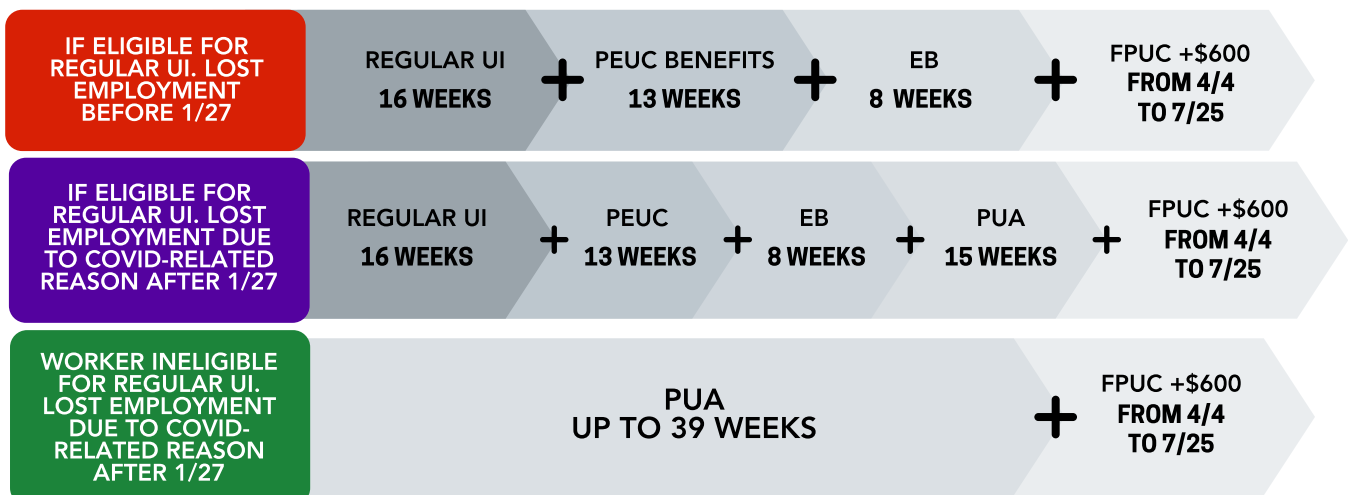 IF ELIGIBLE FOR
REGULAR UI. LOST
EMPLOYMENT
BEFORE 1/27
REGULAR UI
16 WEEKS
+
PEUC BENEFITS
13 WEEKS
+
EB
8 WEEKS
+
FPUC +$600
FROM 4/4
TO 7/25
IF ELIGIBLE FOR
REGULAR UI. LOST
EMPLOYMENT DUE
TO COVID-RELATED
REASON AFTER 1/27
REGULAR UI
16 WEEKS
+
PEUC
13 WEEKS
+
EB
8 WEEKS
+
PUA
15 WEEKS
+
FPUC +$600
FROM 4/4
TO 7/25
WORKER INELIGIBLE
FOR REGULAR UI.
LOST EMPLOYMENT
DUE TO COVID-
RELATED REASON
AFTER 1/27
PUA
UP TO 39 WEEKS
+
FPUC +$600
FROM 4/4
TO 7/25